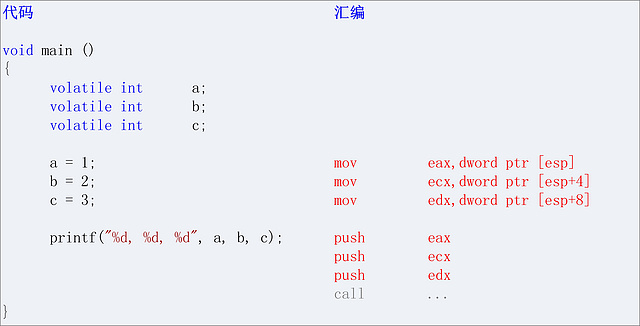 代码 汇编
void main ()
{
volatile int a;
volatile int b;
volatile int c;
a = 1; mov eax,dword ptr [esp]
b = 2; mov ecx,dword ptr [esp+4]
c = 3; mov edx,dword ptr [esp+8]
printf("%d, %d, %d", a, b, c); push eax
push ecx
push edx
call ...
}